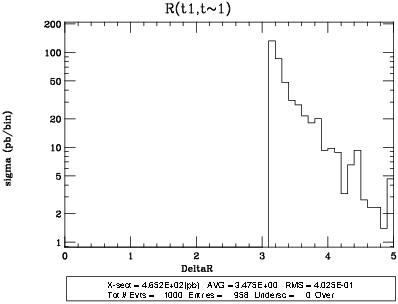 R(t1,t~1)
sigma (pb/bin)
200
100
50
20
10
5
2
1
0 1 2 3 4 5
DeltaR
X-sect = 4.652E+02(pb) AVG = 3.475E+00 RMS = 4.025E-01
Tot # Evts = 1000 Entries = 958 Undersc = 0 Over